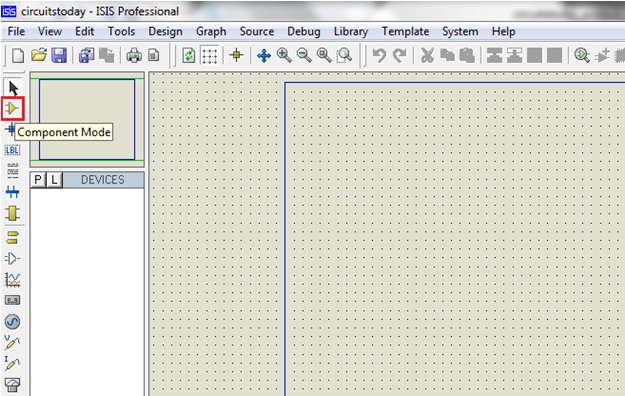 ISIS circuitstoday - ISIS Professional
File View Edit Tools Design Graph Source Debug Library Template System Help
Component Mode
LBL
P L DEVICES
V
I